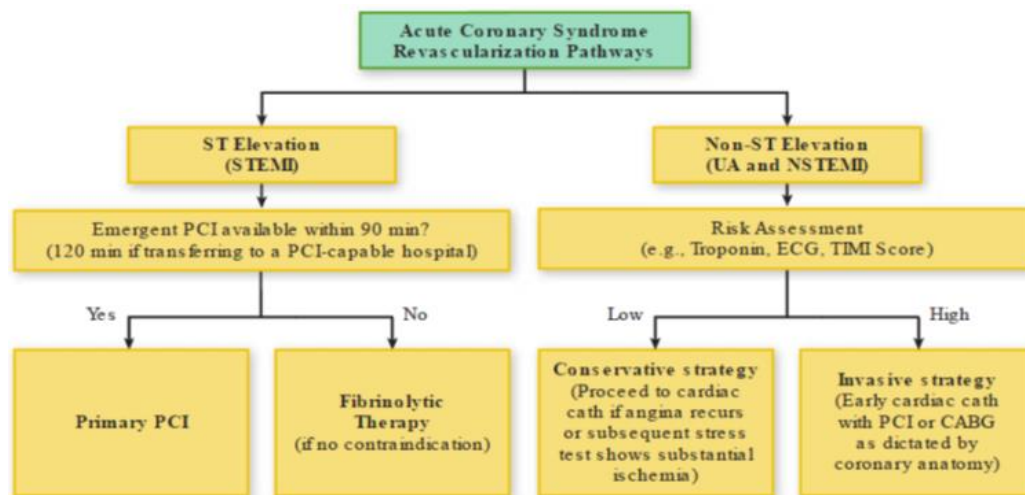 Acute Coronary Syndrome
Revascularization Pathways
ST Elevation
(STEMI)
Non-ST Elevation
(UA and NSTEMI)
Emergent PCI available within 90 min?
(120 min if transferring to a PCI-capable hospital)
Risk Assessment
(e.g., Troponin, ECG, TIMI Score)
Yes
No
Low
High
Primary PCI
Fibrinolytic
Therapy
(if no contraindication)
Conservative strategy
(Proceed to cardiac
cath if angina recurs
or subsequent stress
test shows substantial
ischemia)
Invasive strategy
(Early cardiac cath
with PCI or CABG
as dictated by
coronary anatomy)